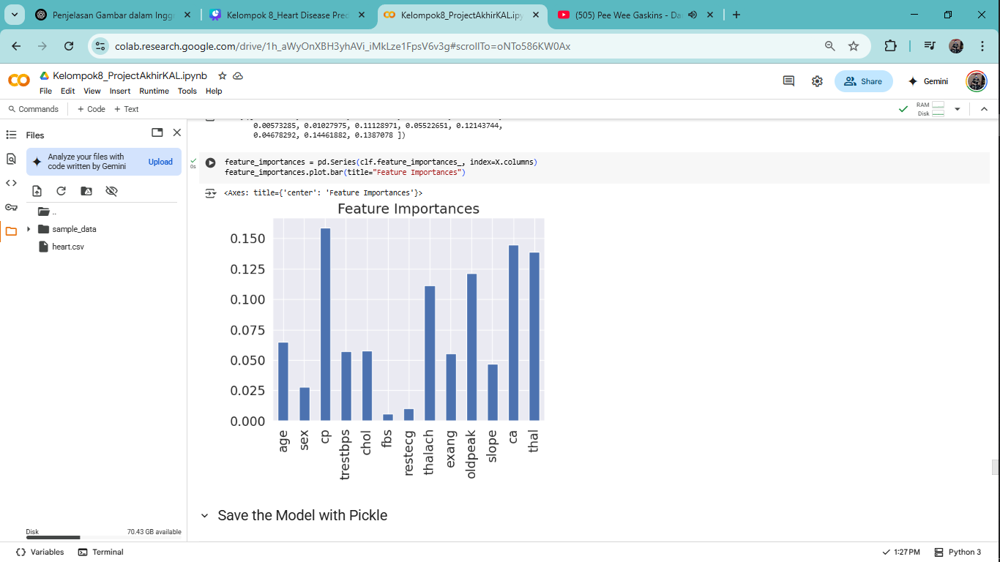 Penjelasan Gambar dalam Inggr
Kelompok 8_Heart Disease Pred
Kelompok8_ProjectAkhirKAL.ipyn
(505) Pee Wee Gaskins - Da
colab.research.google.com/drive/1h_aWyOnXBH3yhAVi_iMkLze1FpsV6v3g#scrollTo=oNTo586KW0Ax
Kelompok8_ProjectAkhirKAL.ipynb
File Edit View Insert Runtime Tools Help
Share
Gemini
Commands + Code + Text
RAM
Disk
Files
Analyze your files with
code written by Gemini
Upload
..
sample_data
heart.csv
Disk
70.43 GB available
0.00573285, 0.01027975, 0.11128971, 0.05522651, 0.12143744,
0.04678292, 0.14461882, 0.1387078 ])
0s
feature_importances = pd.Series(clf.feature_importances_, index=X.columns)
feature_importances.plot.bar(title="Feature Importances")
<Axes: title={'center': 'Feature Importances'}>
Feature Importances
0.150
0.125
0.100
0.075
0.050
0.025
0.000
age
sex
cp
trestbps
chol
fbs
restecg
thalach
exang
oldpeak
slope
ca
thal
Save the Model with Pickle
Variables
Terminal
1:27 PM
Python 3